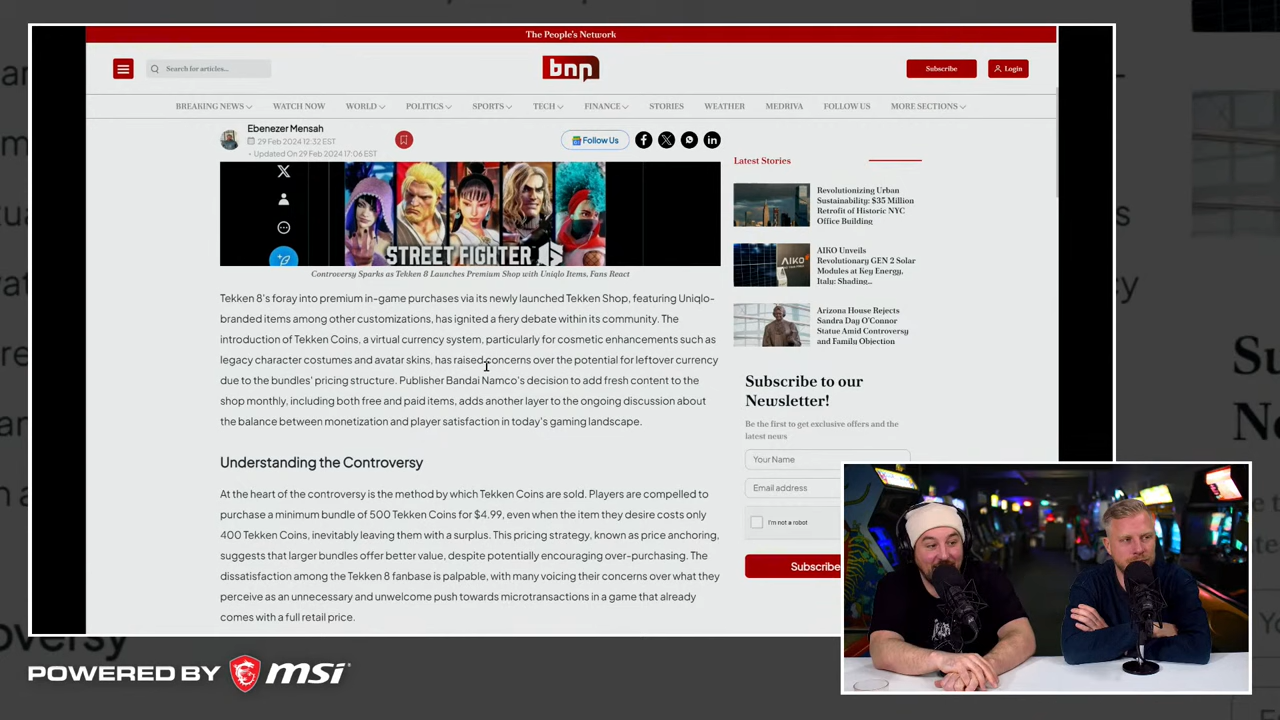 The People's Network
Search for articles...
bnn
Subscribe
Login
BREAKING NEWS
WATCH NOW
WORLD
POLITICS
SPORTS
TECH
FINANCE
STORIES
WEATHER
MEDRIVA
FOLLOW US
MORE SECTIONS
Ebenezer Mensah
29 Feb 2024 12:32 EST
• Updated On 29 Feb 2024 17:06 EST
Follow Us
STREET FIGHTER 6
Controversy Sparks as Tekken 8 Launches Premium Shop with Uniqlo Items, Fans React
Tekken 8's foray into premium in-game purchases via its newly launched Tekken Shop, featuring Uniqlo-
branded items among other customizations, has ignited a fiery debate within its community. The
introduction of Tekken Coins, a virtual currency system, particularly for cosmetic enhancements such as
legacy character costumes and avatar skins, has raised concerns over the potential for leftover currency
due to the bundles' pricing structure. Publisher Bandai Namco's decision to add fresh content to the
shop monthly, including both free and paid items, adds another layer to the ongoing discussion about
the balance between monetization and player satisfaction in today's gaming landscape.
Understanding the Controversy
At the heart of the controversy is the method by which Tekken Coins are sold. Players are compelled to
purchase a minimum bundle of 500 Tekken Coins for $4.99, even when the item they desire costs only
400 Tekken Coins, inevitably leaving them with a surplus. This pricing strategy, known as price anchoring,
suggests that larger bundles offer better value, despite potentially encouraging over-purchasing. The
dissatisfaction among the Tekken 8 fanbase is palpable, with many voicing their concerns over what they
perceive as an unnecessary and unwelcome push towards microtransactions in a game that already
comes with a full retail price.
Latest Stories
Revolutionizing Urban
Sustainability: $35 Million
Retrofit of Historic NYC
Office Building
AIKO
AIKO Unveils
Revolutionary GEN 2 Solar
Modules at Key Energy,
Italy: Shading...
Arizona House Rejects
Sandra Day O'Connor
Statue Amid Controversy
and Family Objection
Subscribe to our
Newsletter!
Be the first to get exclusive offers and the
latest news
Your Name
Email address
I'm not a robot
Subscribe
POWERED BY msi